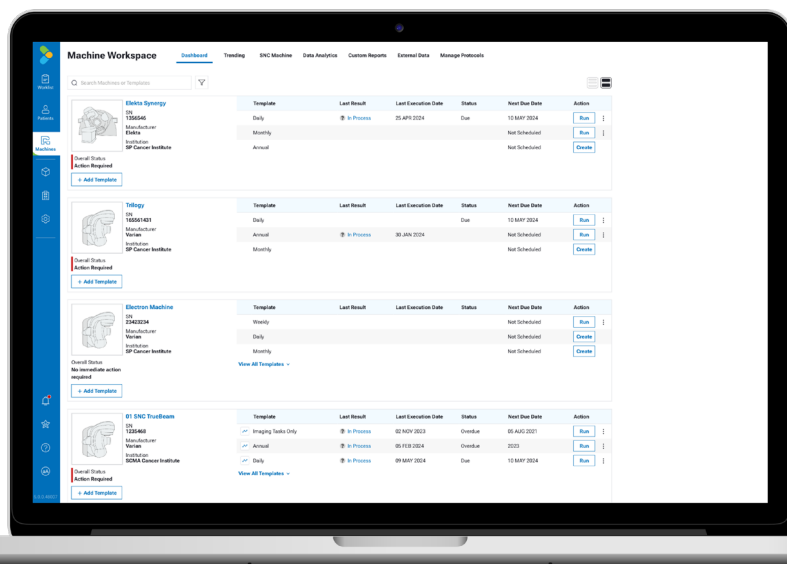 Machine Workspace
Dashboard Trending SNC Machine Data Analytics Custom Reports External Data Manage Protocols
Worklist
Search Machines or Templates
Patients
Machines
Elekta Synergy
SN
1356546
Manufacturer
Elekta
Institution
SP Cancer Institute
Overall Status
Action Required
+ Add Template
Template Last Result Last Execution Date Status Next Due Date Action
Daily In Process 25 APR 2024 Due 10 MAY 2024 Run
Monthly Not Scheduled Run
Annual Not Scheduled Create
Trilogy
SN
165561431
Manufacturer
Varian
Institution
SP Cancer Institute
Overall Status
Action Required
+ Add Template
Template Last Result Last Execution Date Status Next Due Date Action
Daily Due 10 MAY 2024 Run
Annual In Process 30 JAN 2024 Not Scheduled Run
Monthly Not Scheduled Create
Electron Machine
SN
23423234
Manufacturer
Varian
Institution
SP Cancer Institute
Overall Status
No immediate action
required
+ Add Template
Template Last Result Last Execution Date Status Next Due Date Action
Weekly Not Scheduled Run
Daily Not Scheduled Create
Monthly Not Scheduled Create
View All Templates
01 SNC TrueBeam
SN
1235468
Manufacturer
Varian
Institution
SCMA Cancer Institute
Overall Status
Action Required
+ Add Template
Template Last Result Last Execution Date Status Next Due Date Action
Imaging Tasks Only In Process 02 NOV 2023 Overdue 05 AUG 2021 Run
Annual In Process 05 FEB 2024 Overdue 2023 Run
Daily In Process 09 MAY 2024 Due 10 MAY 2024 Run
View All Templates